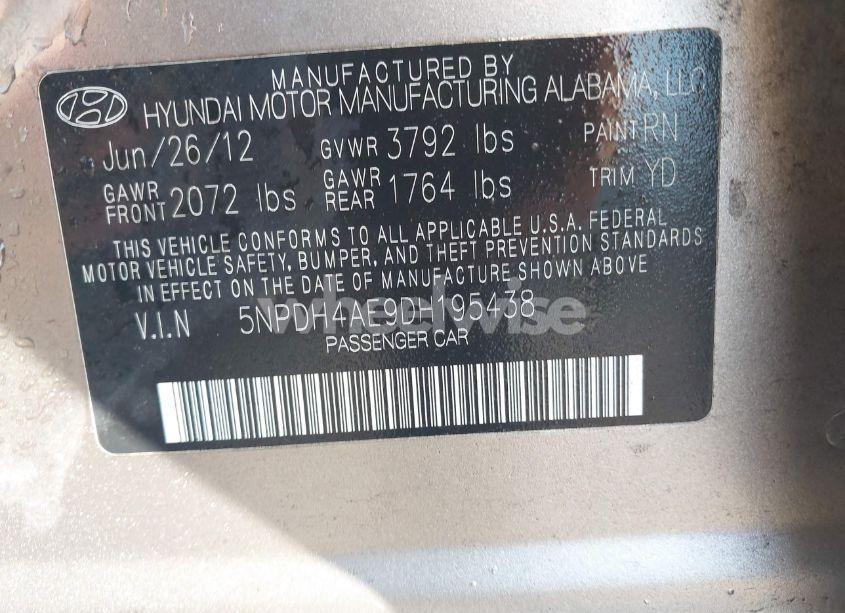 MANUFACTURED BY
HYUNDAI MOTOR MANUFACTURING ALABAMA, LLC
Jun/26/12 GVWR 3792 lbs PAINT RN
GAWR FRONT 2072 lbs GAWR REAR 1764 lbs TRIM YD
THIS VEHICLE CONFORMS TO ALL APPLICABLE U.S.A. FEDERAL
MOTOR VEHICLE SAFETY, BUMPER, AND THEFT PREVENTION STANDARDS
IN EFFECT ON THE DATE OF MANUFACTURE SHOWN ABOVE
V.I.N 5NPDH4AE9DH195438
PASSENGER CAR
wheelwise